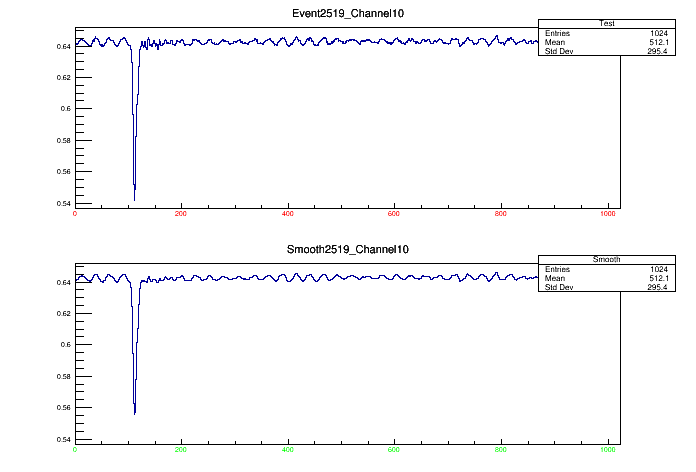 Event2519_Channel10
Test
Entries 1024
Mean 512.1
Std Dev 295.4
0.64
0.62
0.6
0.58
0.56
0.54
0 200 400 600 800 1000
Smooth2519_Channel10
Smooth
Entries 1024
Mean 512.1
Std Dev 295.4
0.64
0.62
0.6
0.58
0.56
0.54
0 200 400 600 800 1000